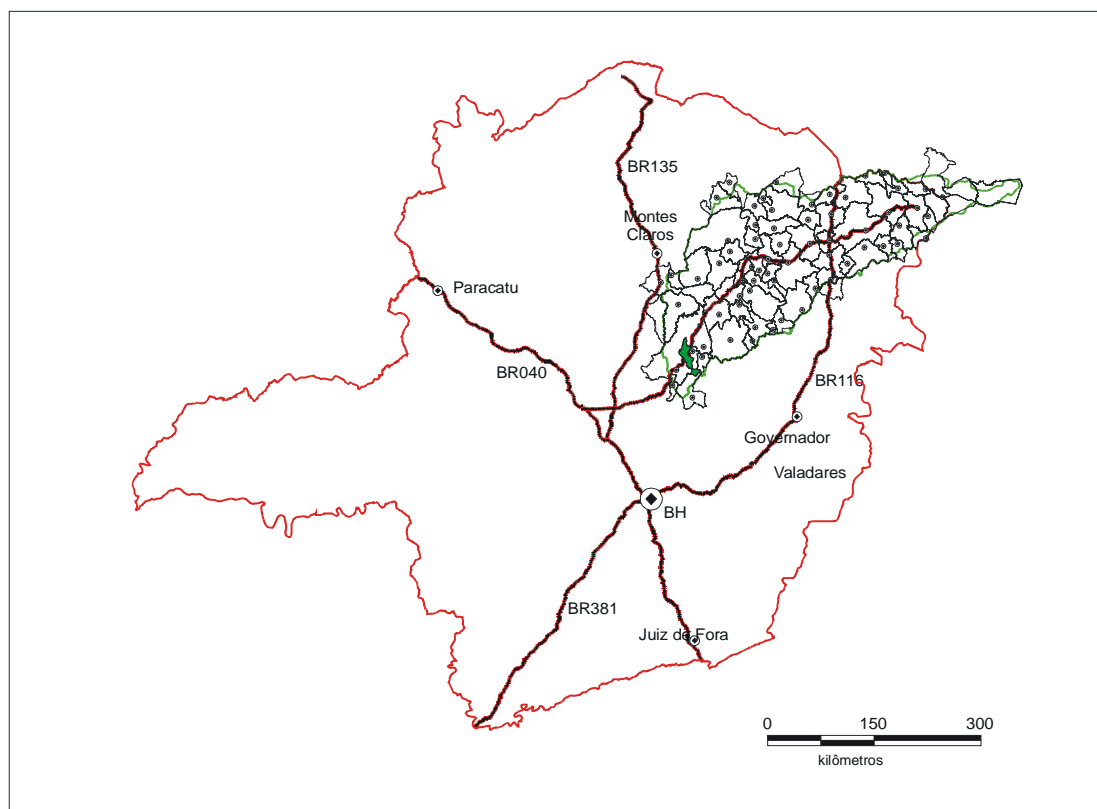 BR135
Montes
Claros
Paracatu
BR040
BR116
Governador
Valadares
BH
BR381
Juiz de Fora
0 150 300
kilômetros